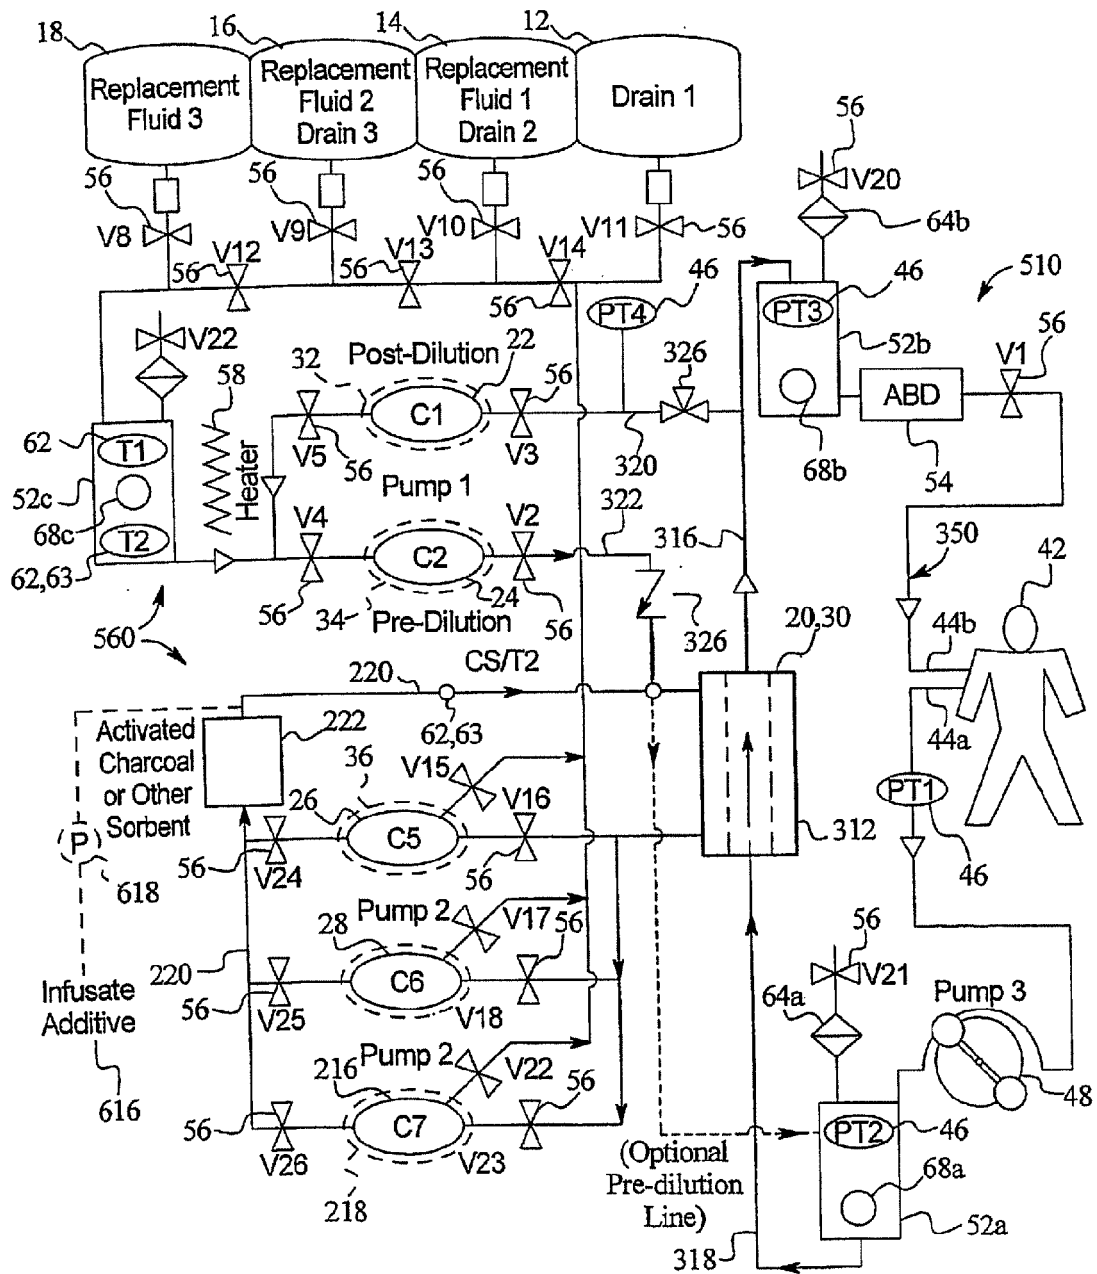 18
16
14
12
Replacement
Fluid 3
Replacement
Fluid 2
Drain 3
Replacement
Fluid 1
Drain 2
Drain 1
56
V8
56
V9
56
V10
V11
56
56
V20
64b
V12
56
V13
56
V14
56
46
PT4
PT3
46
510
52b
V22
58
Post-Dilution
22
32
56
326
V1
56
C1
ABD
62
T1
V5
56
V3
320
68b
54
52c
Heater
Pump 1
68c
T2
V4
V2
322
316
350
42
62,63
C2
56
34
24
Pre-Dilution
56
326
20,30
44b
560
CS/T2
220
62,63
44a
Activated
Charcoal
or Other
Sorbent
222
36
V15
26
V16
C5
312
PT1
46
P
618
56
V24
56
Pump 2
28
V17
56
56
V21
220
C6
64a
Pump 3
Infusate
Additive
56
V25
V18
Pump 2
216
V22
56
48
616
56
C7
PT2
46
V26
V23
(Optional
Pre-dilution
Line)
68a
218
318
52a